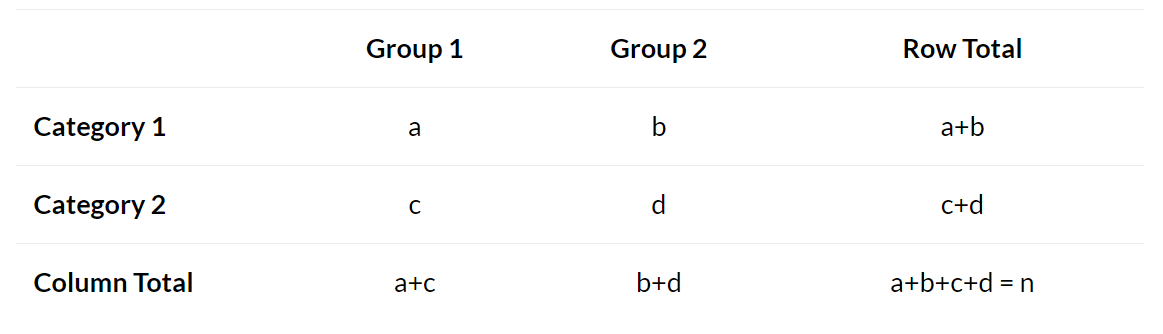 Group 1 Group 2 Row Total
Category 1 a b a+b
Category 2 c d c+d
Column Total a+c b+d a+b+c+d = n